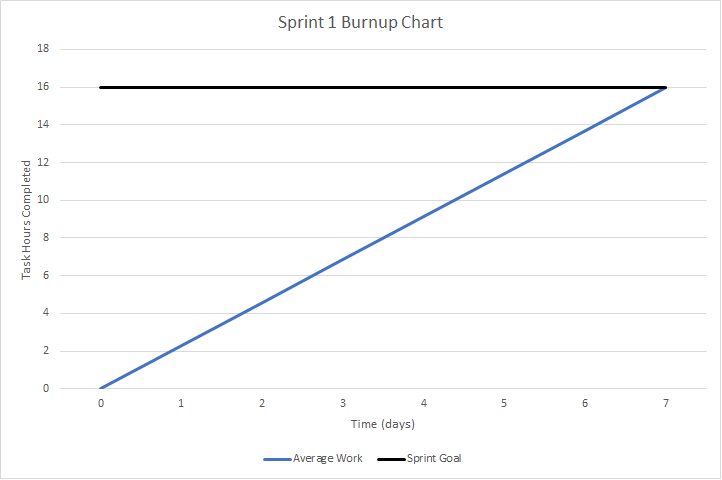 Sprint 1 Burnup Chart
18
16
14
12
10
8
6
4
2
0
Task Hours Completed
0 1 2 3 4 5 6 7
Time (days)
Average Work Sprint Goal